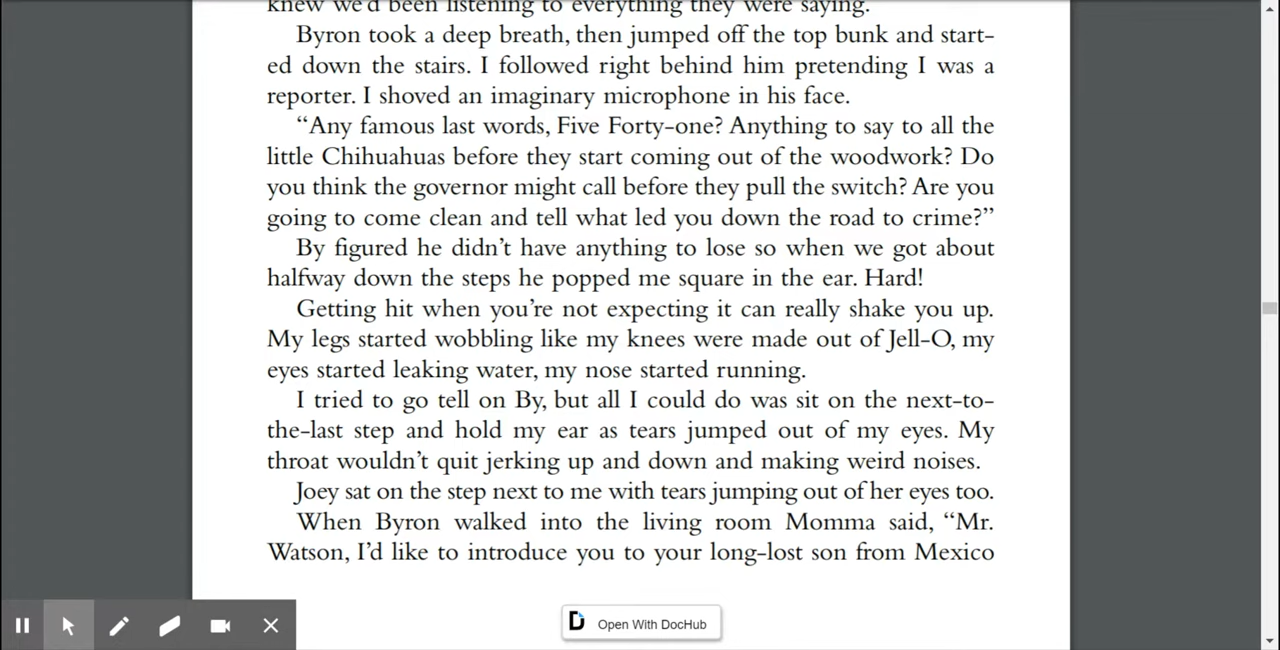 knew we'd been listening to everything they were saying.
Byron took a deep breath, then jumped off the top bunk and start-
ed down the stairs. I followed right behind him pretending I was a
reporter. I shoved an imaginary microphone in his face.
“Any famous last words, Five Forty-one? Anything to say to all the
little Chihuahuas before they start coming out of the woodwork? Do
you think the governor might call before they pull the switch? Are you
going to come clean and tell what led you down the road to crime?”
By figured he didn’t have anything to lose so when we got about
halfway down the steps he popped me square in the ear. Hard!
Getting hit when you’re not expecting it can really shake you up.
My legs started wobbling like my knees were made out of Jell-O, my
eyes started leaking water, my nose started running.
I tried to go tell on By, but all I could do was sit on the next-to-
the-last step and hold my ear as tears jumped out of my eyes. My
throat wouldn’t quit jerking up and down and making weird noises.
Joey sat on the step next to me with tears jumping out of her eyes too.
When Byron walked into the living room Momma said, “Mr.
Watson, I’d like to introduce you to your long-lost son from Mexico
Open With DocHub